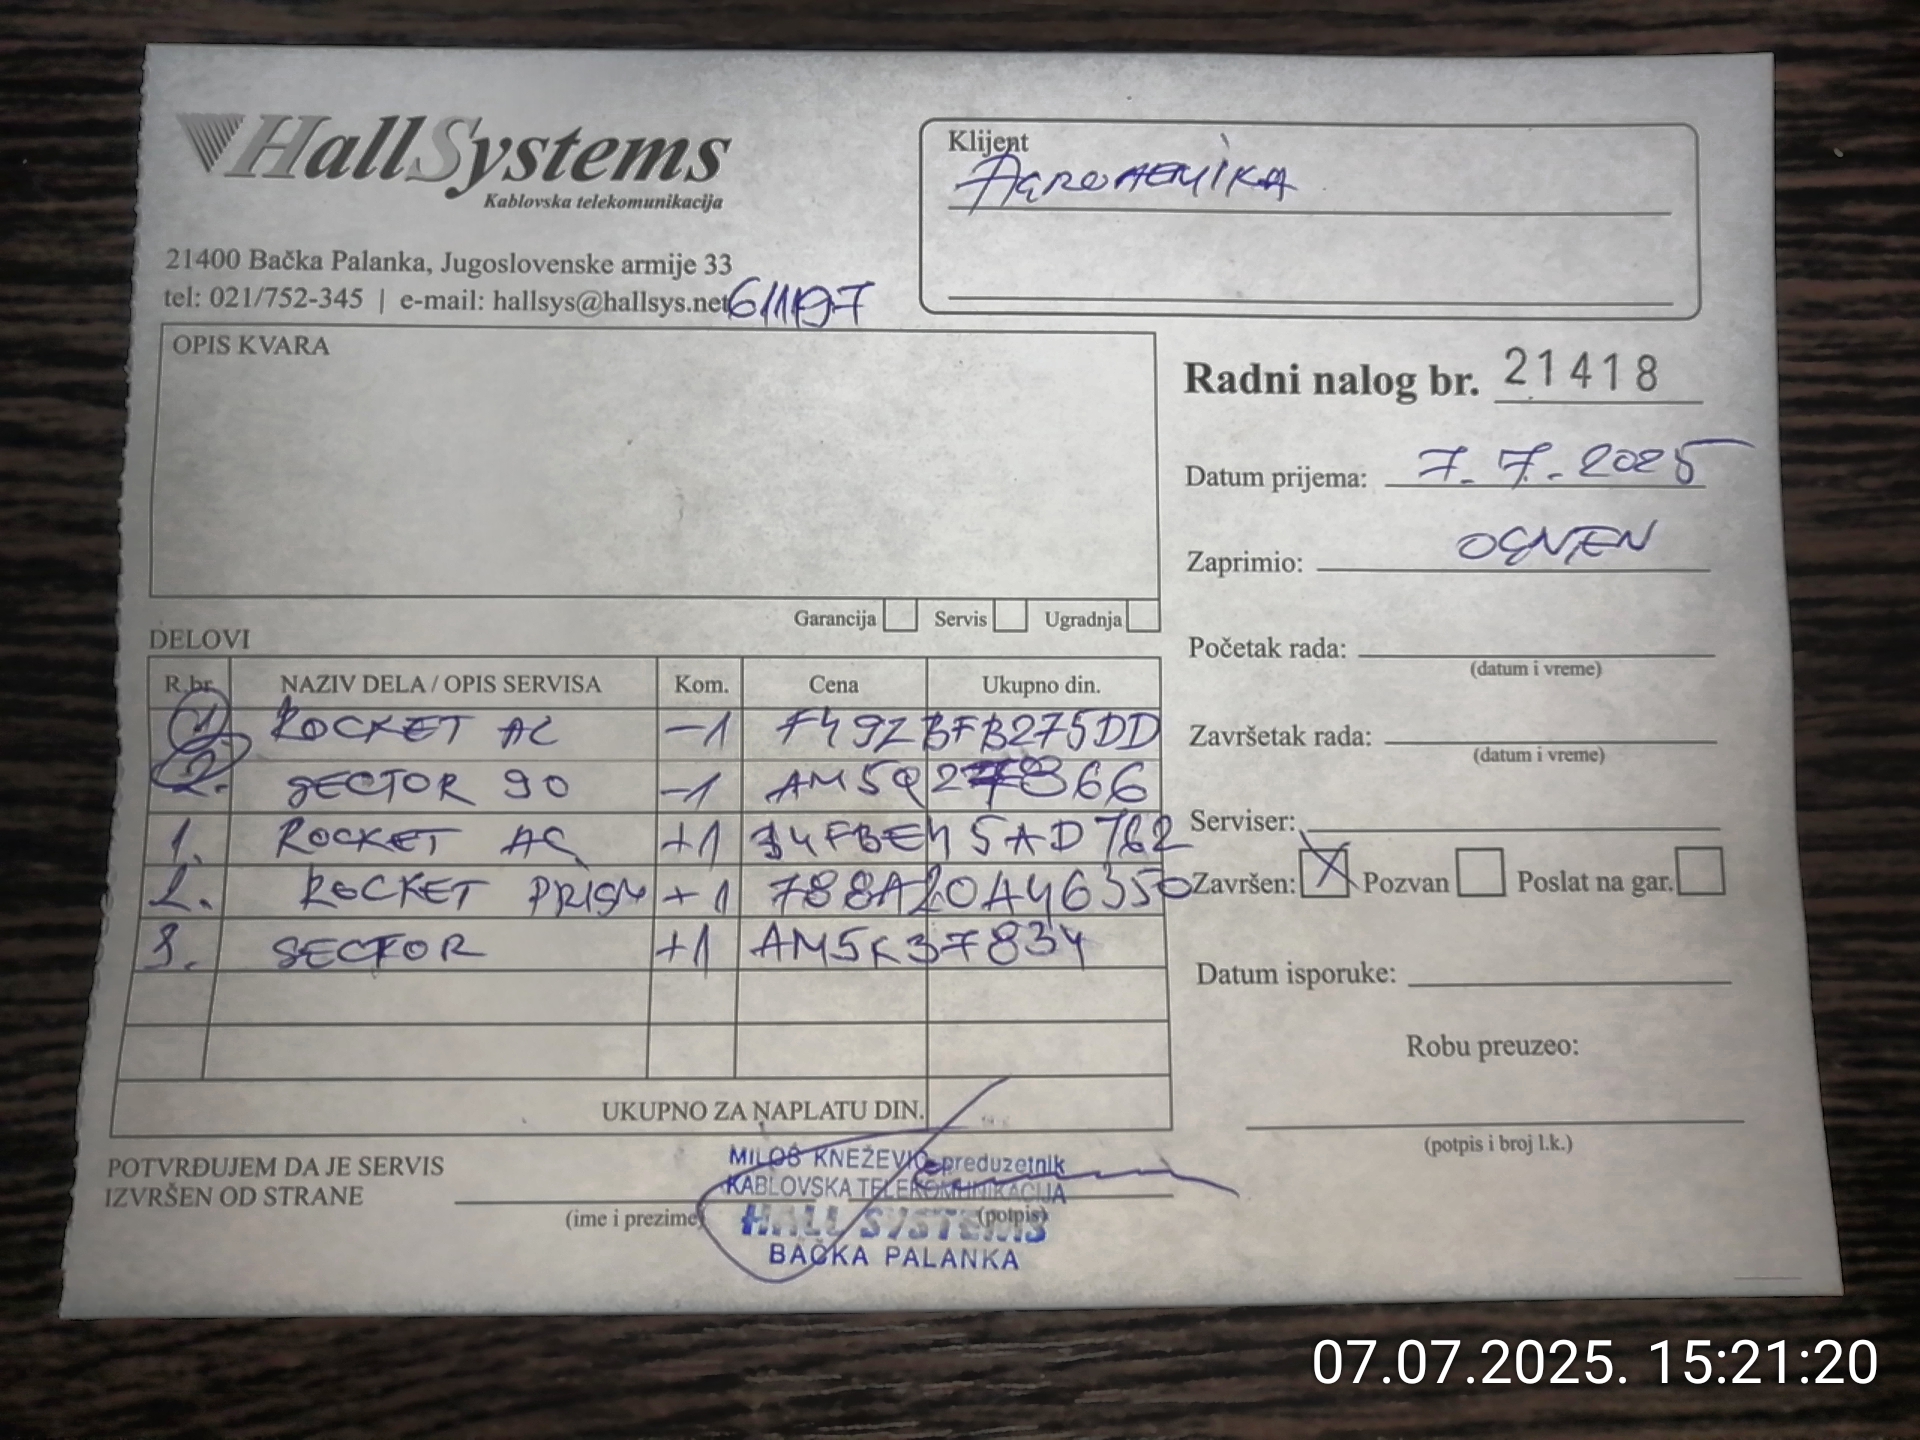 HallSystems
Kablovska telekomunikacija
21400 Bačka Palanka, Jugoslovenske armije 33
tel: 021/752-345 | e-mail: hallsys@hallsys.net
Klijent
AGROHEMIKA
OPIS KVARA
Garancija Servis Ugradnja
Radni nalog br. 21418
Datum prijema: 7.7.2025
Zaprimio: OGNJEN
Početak rada:
(datum i vreme)
Završetak rada:
(datum i vreme)
Serviser:
Završen: X Pozvan Poslat na gar.
Datum isporuke:
Robu preuzeo:
(potpis i broj l.k.)
DELOVI
R.br. NAZIV DELA / OPIS SERVISA Kom. Cena Ukupno din.
1. ROCKET AC -1 F49ZBFB275DD
2. SECTOR 90 -1
1. ROCKET AC +1
2. ROCKET PRISM +1 788A20A46350
3. SECTOR +1 AM5K37834
UKUPNO ZA NAPLATU DIN.
POTVRĐUJEM DA JE SERVIS
IZVRŠEN OD STRANE
(ime i prezime) (potpis)
MILOŠ KNEŽEVIĆ preduzetnik
KABLOVSKA TELEKOMUNIKACIJA
HALL SYSTEMS
BAČKA PALANKA
07.07.2025. 15:21:20